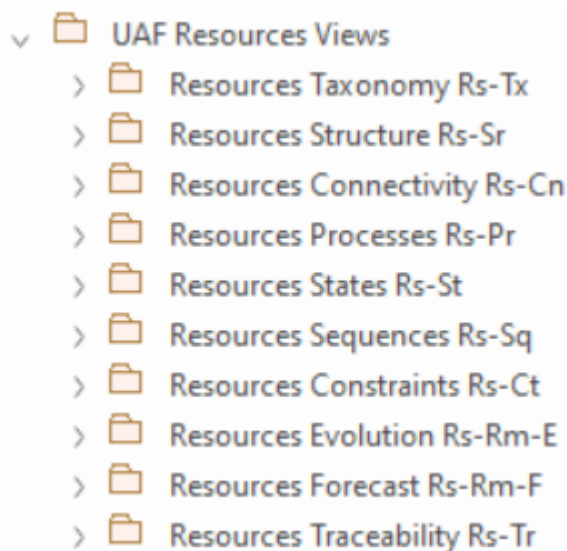 UAF Resources Views
Resources Taxonomy Rs-Tx
Resources Structure Rs-Sr
Resources Connectivity Rs-Cn
Resources Processes Rs-Pr
Resources States Rs-St
Resources Sequences Rs-Sq
Resources Constraints Rs-Ct
Resources Evolution Rs-Rm-E
Resources Forecast Rs-Rm-F
Resources Traceability Rs-Tr